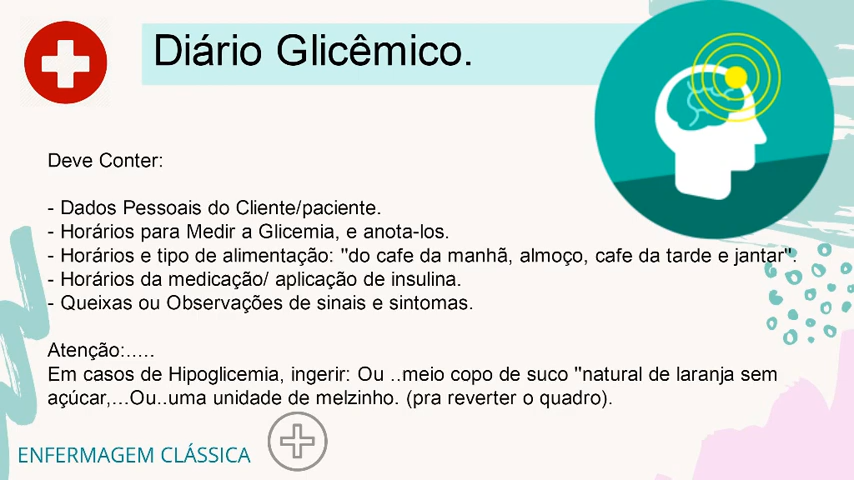 Diário Glicêmico.
Deve Conter:
- Dados Pessoais do Cliente/paciente.
- Horários para Medir a Glicemia, e anota-los.
- Horários e tipo de alimentação: "do cafe da manhã, almoço, cafe da tarde e jantar".
- Horários da medicação/ aplicação de insulina.
- Queixas ou Observações de sinais e sintomas.
Atenção:.....
Em casos de Hipoglicemia, ingerir: Ou ..meio copo de suco "natural de laranja sem
açúcar,...Ou..uma unidade de melzinho. (pra reverter o quadro).
ENFERMAGEM CLÁSSICA